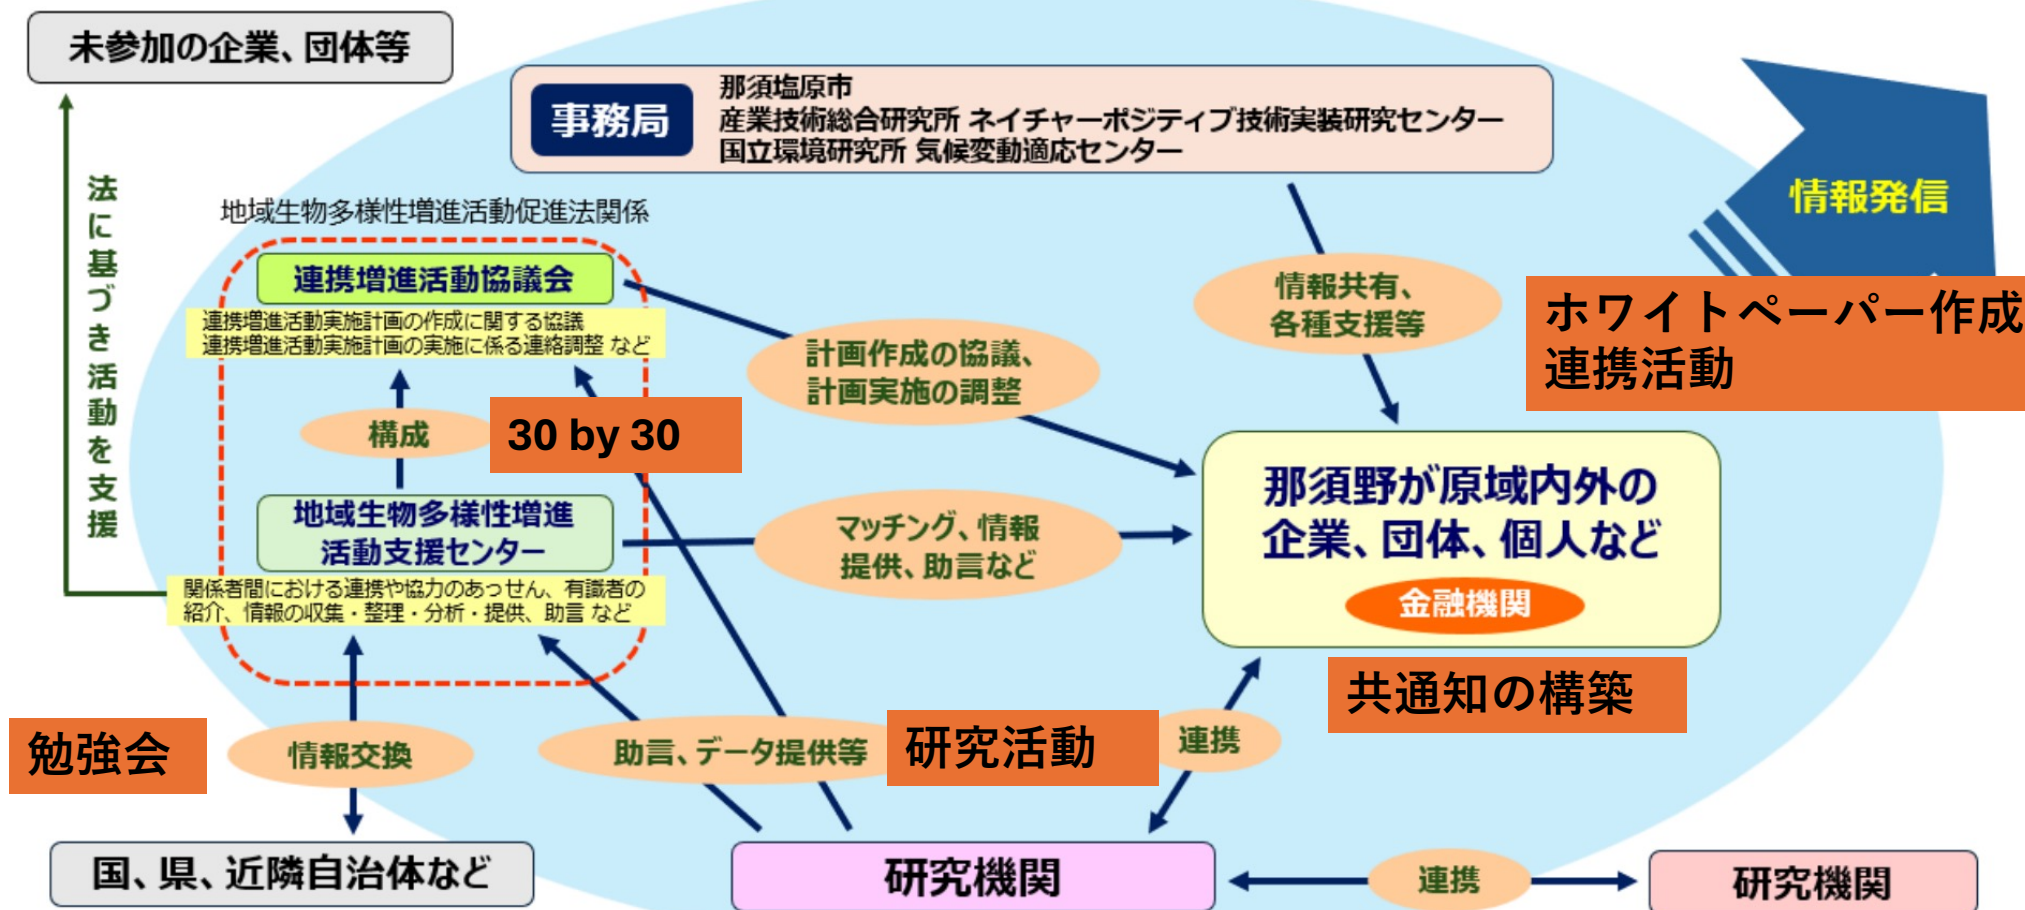 未参加の企業、団体等
事務局
那須塩原市
産業技術総合研究所 ネイチャーポジティブ技術実装研究センター
国立環境研究所 気候変動適応センター
情報発信
法に基づき活動を支援
地域生物多様性増進活動促進法関係
連携増進活動協議会
連携増進活動実施計画の作成に関する協議
連携増進活動実施計画の実施に係る連絡調整 など
情報共有、
各種支援等
ホワイトペーパー作成
連携活動
計画作成の協議、
計画実施の調整
構成
30 by 30
地域生物多様性増進
活動支援センター
関係者間における連携や協力のあっせん、有識者の
紹介、情報の収集・整理・分析・提供、助言 など
マッチング、情報
提供、助言など
那須野が原域内外の
企業、団体、個人など
金融機関
共通知の構築
勉強会
情報交換
助言、データ提供等
研究活動
連携
国、県、近隣自治体など
研究機関
連携
研究機関